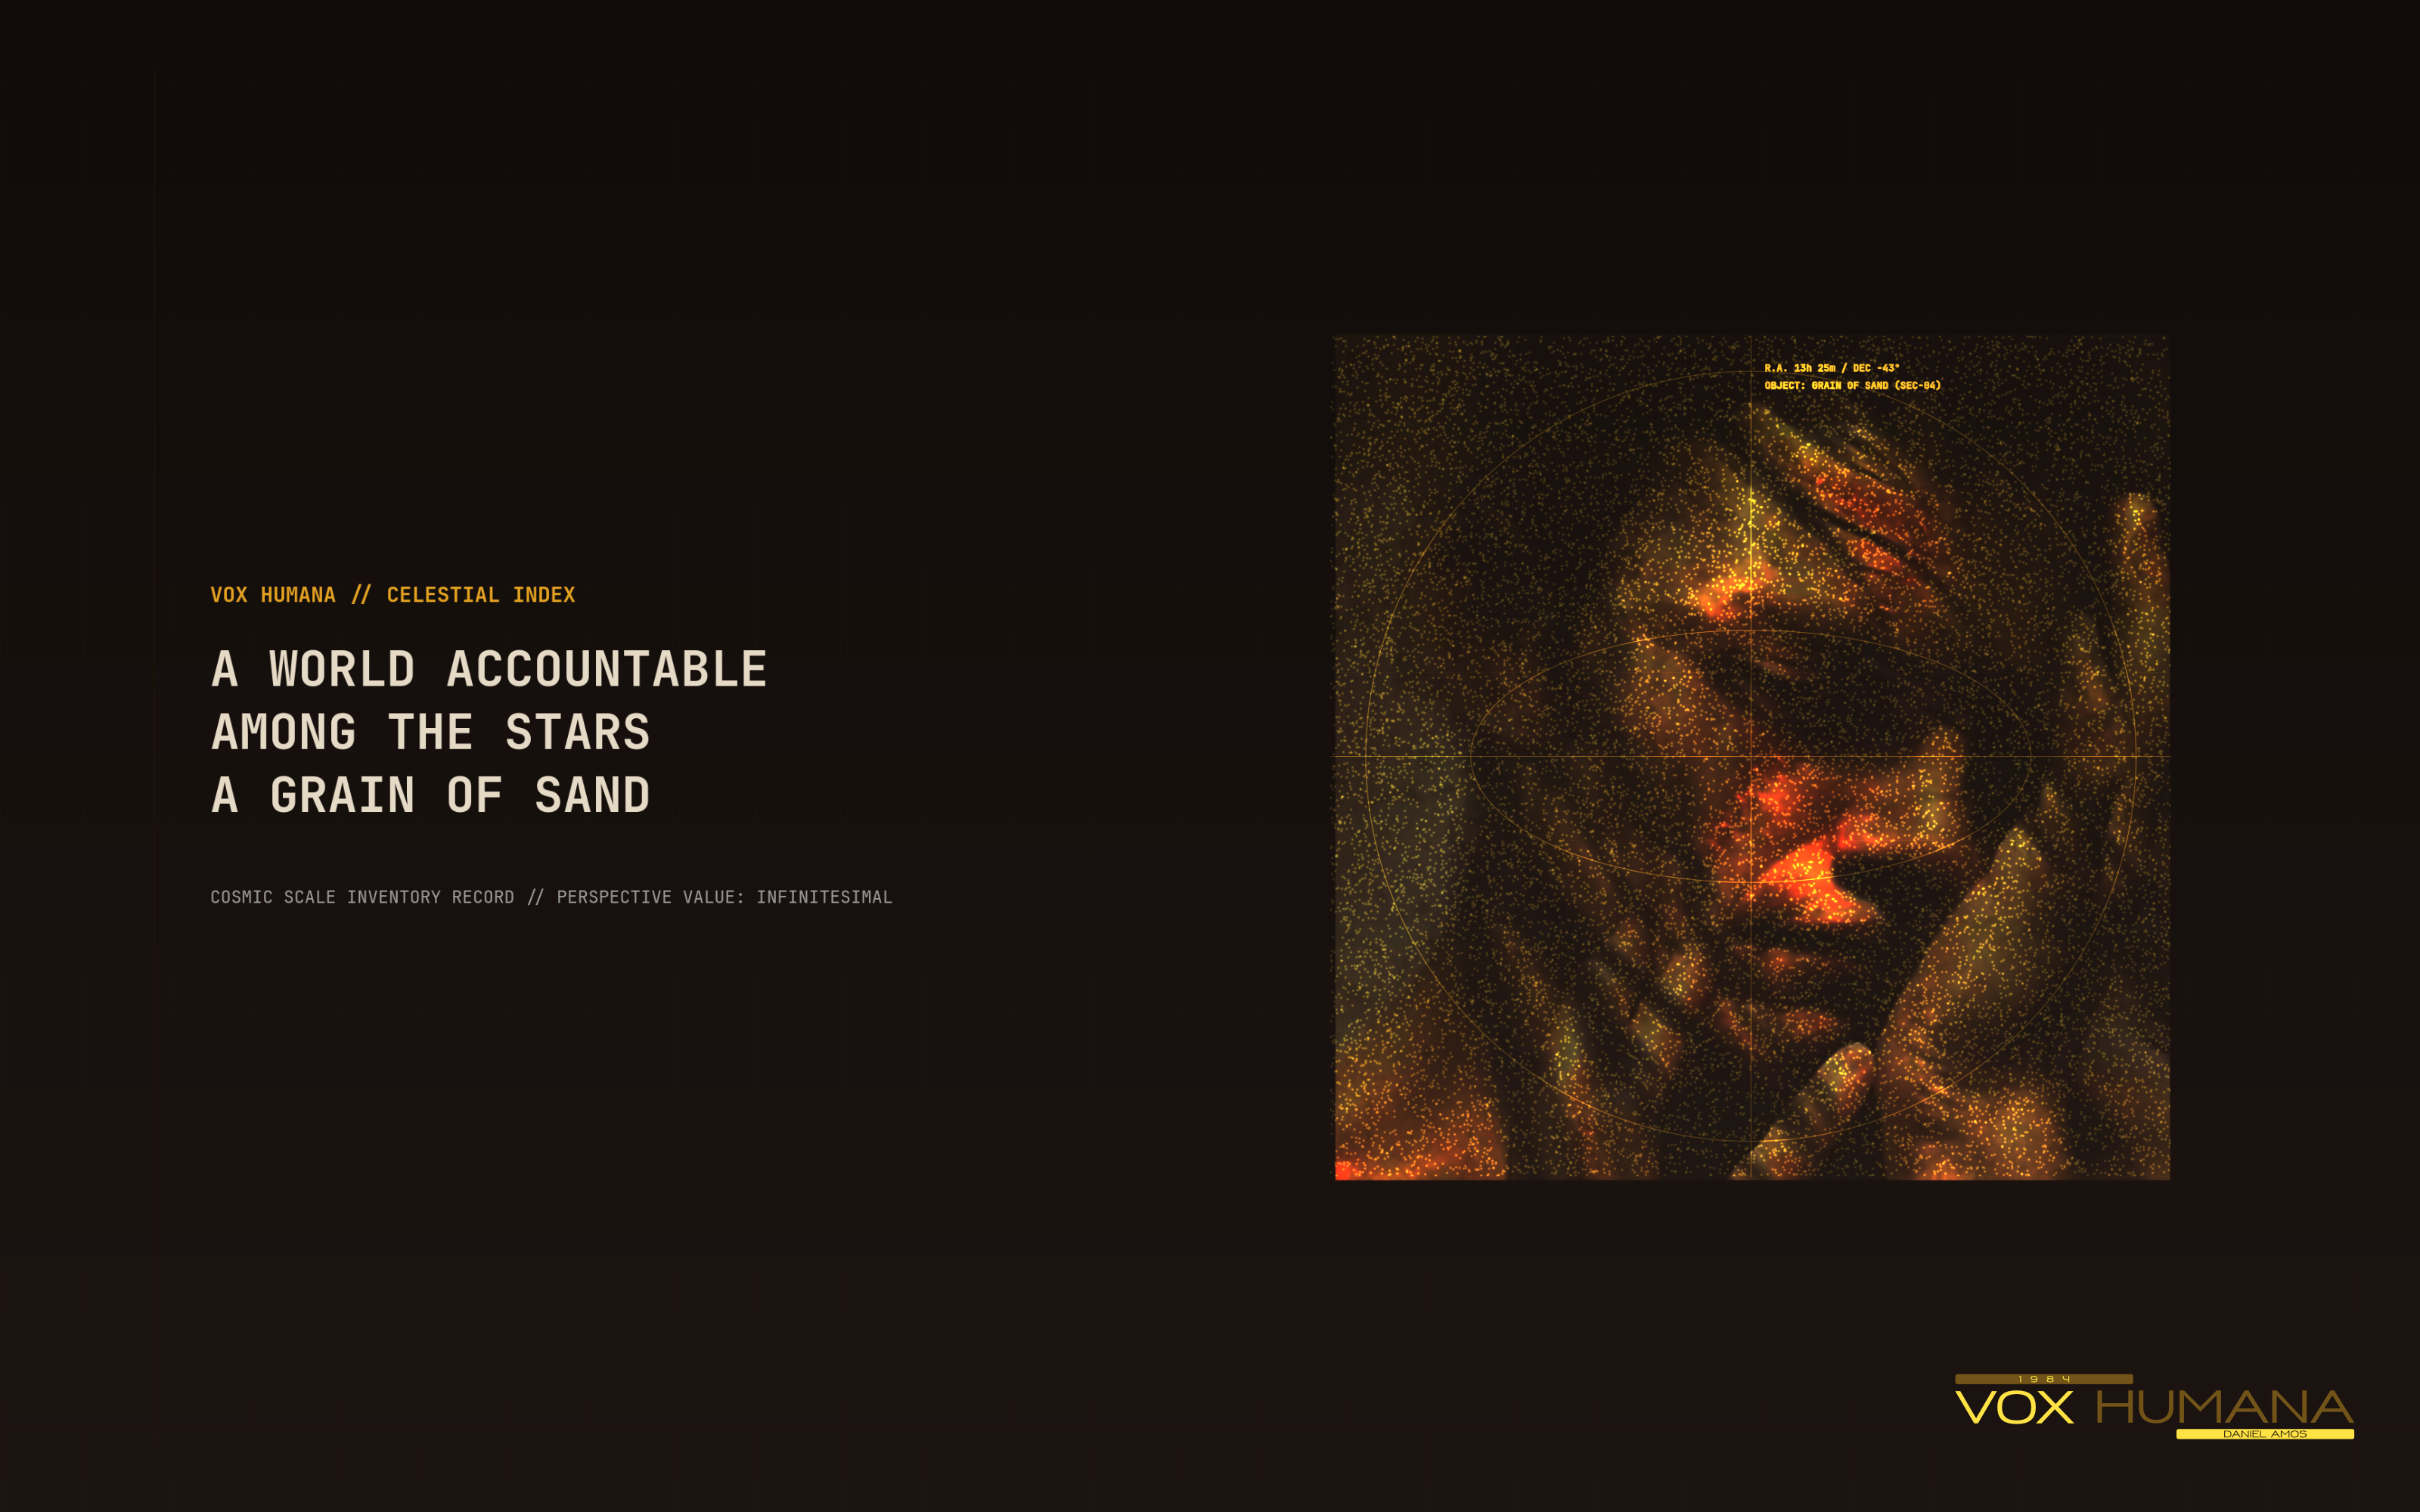 R.A. 13h 25m / DEC -43°
OBJECT: GRAIN OF SAND (SEC-04)
VOX HUMANA // CELESTIAL INDEX
A WORLD ACCOUNTABLE
AMONG THE STARS
A GRAIN OF SAND
COSMIC SCALE INVENTORY RECORD // PERSPECTIVE VALUE: INFINITESIMAL
1984
VOX HUMANA
DANIEL AMOS